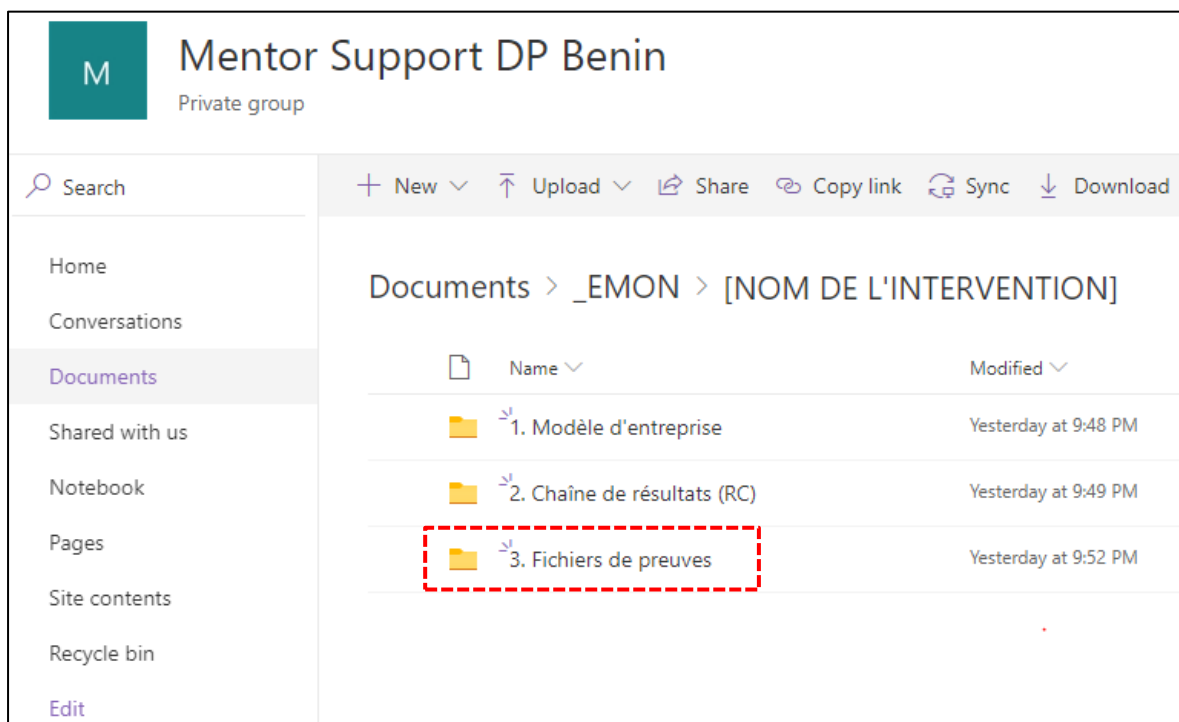 M
Mentor Support DP Benin
Private group
Search
New Upload Share Copy link Sync Download
Home
Conversations
Documents
Shared with us
Notebook
Pages
Site contents
Recycle bin
Edit
Documents > _EMON > [NOM DE L'INTERVENTION]
Name Modified
1. Modèle d'entreprise Yesterday at 9:48 PM
2. Chaîne de résultats (RC) Yesterday at 9:49 PM
3. Fichiers de preuves Yesterday at 9:52 PM